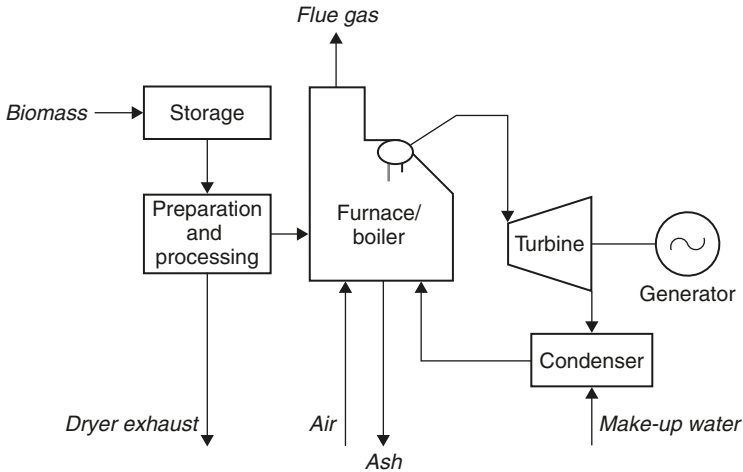 Flue gas
Biomass
Storage
Preparation
and
processing
Furnace/
boiler
Turbine
Generator
Condenser
Dryer exhaust
Air
Make-up water
Ash